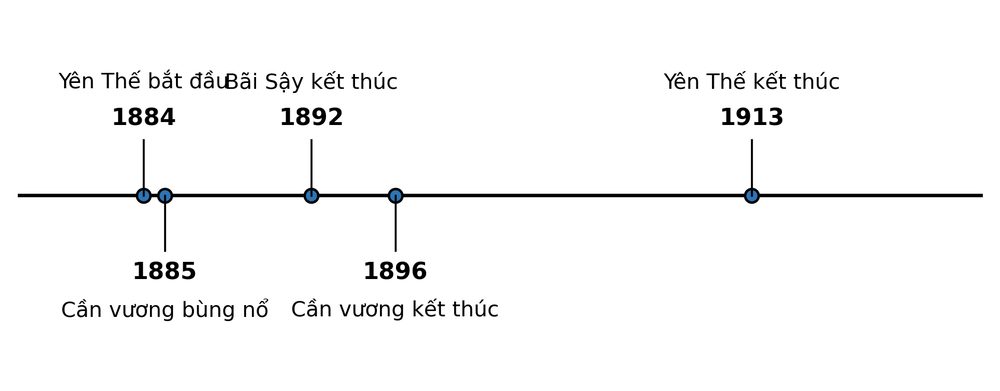 Yên Thế bắt đầu
1884
Bãi Sậy kết thúc
1892
Yên Thế kết thúc
1913
1885
Cần vương bùng nổ
1896
Cần vương kết thúc